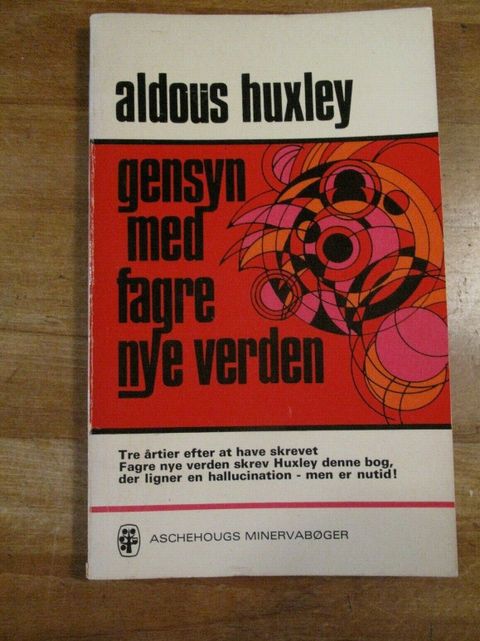 aldous huxley
gensyn
med
fagre
nye verden
Tre årtier efter at have skrevet
Fagre nye verden skrev Huxley denne bog,
der ligner en hallucination - men er nutid!
ASCHEHOUGS MINERVABØGER